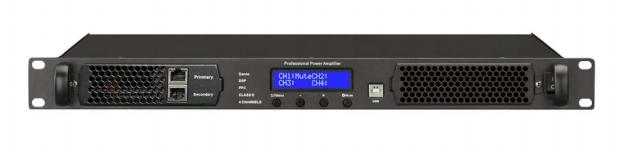 Professional Power Amplifier
Primary
Secondary
Dante
DSP
PFC
CLASS D
4 CHANNELS
CH1:MuteCH2:
CH3: CH4:
USB